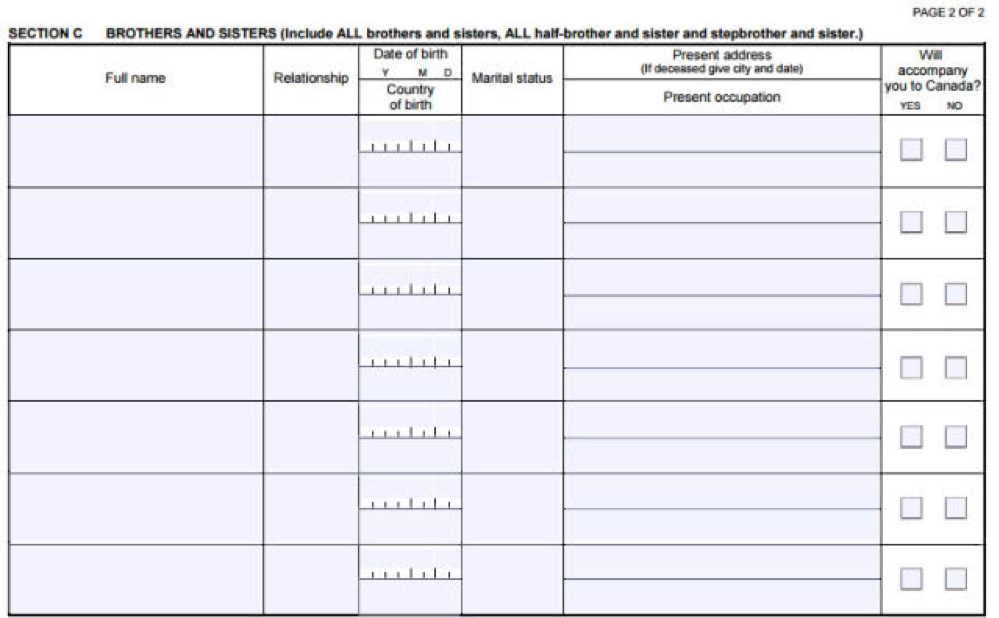 PAGE 2 OF 2
SECTION C BROTHERS AND SISTERS (Include ALL brothers and sisters, ALL half-brother and sister and stepbrother and sister.)
Full name
Relationship
Date of birth
Y M D
Country
of birth
Marital status
Present address
(If deceased give city and date)
Present occupation
Will
accompany
you to Canada?
YES NO